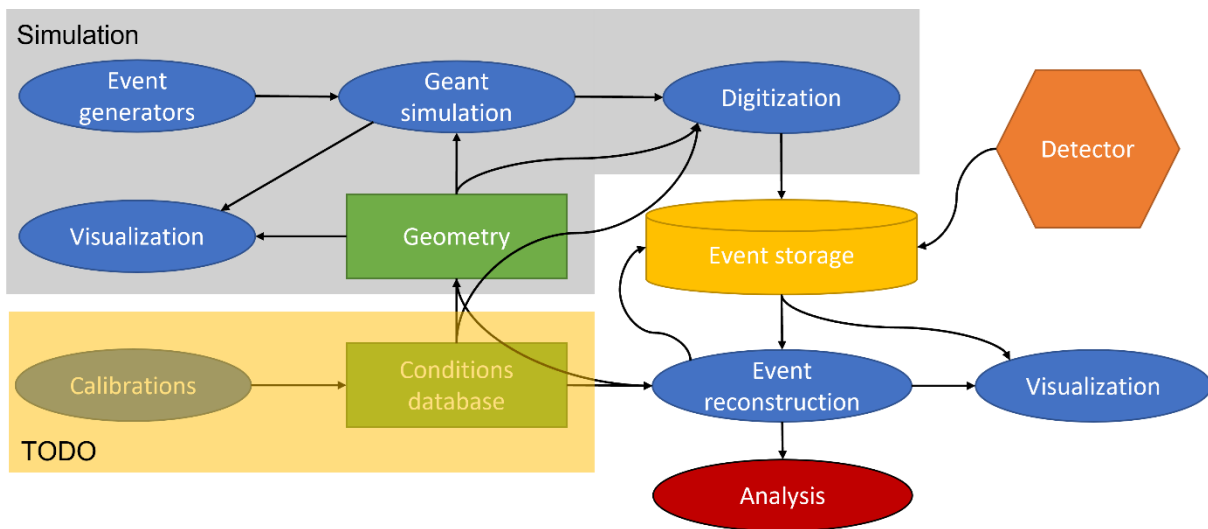 Simulation
Event
generators
Geant
simulation
Digitization
Detector
Visualization
Geometry
Event storage
Calibrations
Conditions
database
Event
reconstruction
Visualization
TODO
Analysis